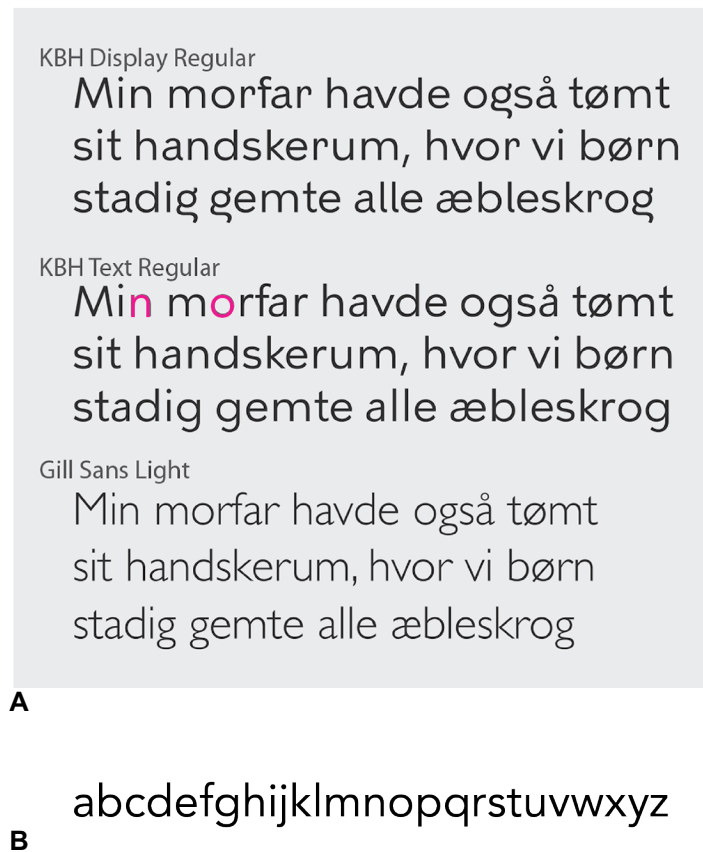 KBH Display Regular
Min morfar havde også tømt
sit handskerum, hvor vi børn
stadig gemte alle æbleskrog
KBH Text Regular
Min morfar havde også tømt
sit handskerum, hvor vi børn
stadig gemte alle æbleskrog
Gill Sans Light
Min morfar havde også tømt
sit handskerum, hvor vi børn
stadig gemte alle æbleskrog
A
abcdefghijklmnopqrstuvwxyz
B